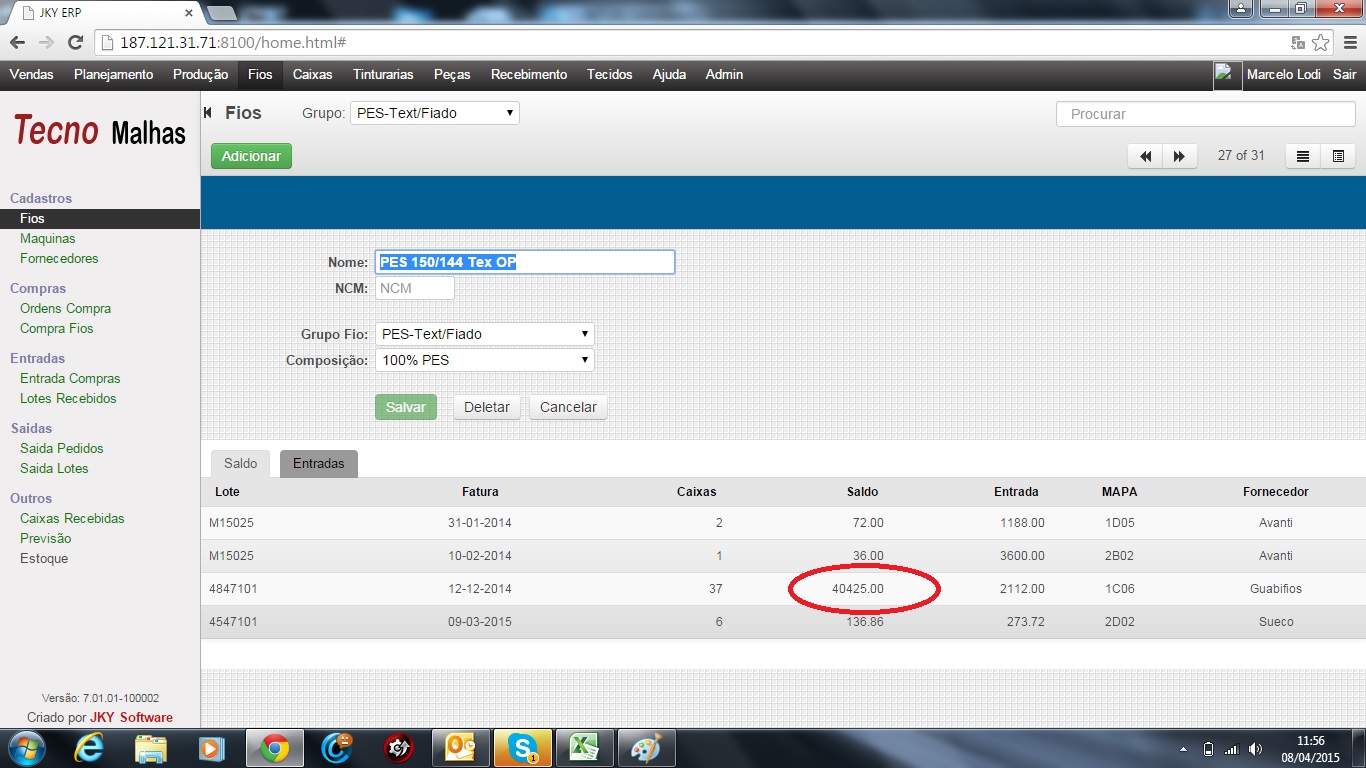 JKY ERP
187.121.31.71:8100/home.html#
Vendas Planejamento Produção Fios Caixas Tinturarias Peças Recebimento Tecidos Ajuda Admin Marcelo Lodi Sair
Tecno Malhas
Fios Grupo: PES-Text/Fiado Procurar
Adicionar 27 of 31
Cadastros
Fios
Maquinas
Fornecedores
Compras
Ordens Compra
Compra Fios
Entradas
Entrada Compras
Lotes Recebidos
Saidas
Saida Pedidos
Saida Lotes
Outros
Caixas Recebidas
Previsão
Estoque
Versão: 7.01.01-100002
Criado por JKY Software
Nome: PES 150/144 Tex OP
NCM: NCM
Grupo Fio: PES-Text/Fiado
Composição: 100% PES
Salvar Deletar Cancelar
Saldo Entradas
Lote Fatura Caixas Saldo Entrada MAPA Fornecedor
M15025 31-01-2014 2 72.00 1188.00 1D05 Avanti
M15025 10-02-2014 1 36.00 3600.00 2B02 Avanti
4847101 12-12-2014 37 40425.00 2112.00 1C06 Guabifios
4547101 09-03-2015 6 136.86 273.72 2D02 Sueco
1
11:56
08/04/2015